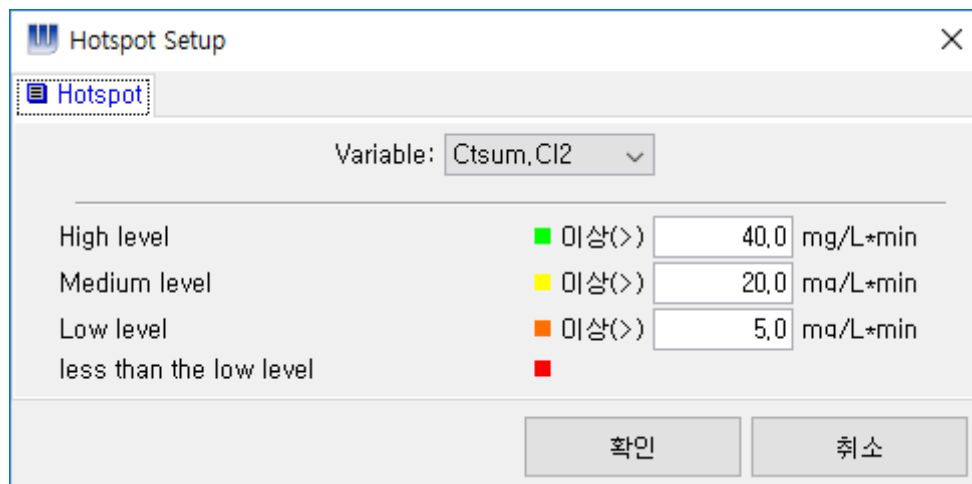 Hotspot Setup
Hotspot
Variable: Ctsum,Cl2
High level 이상(>) 40,0 mg/L*min
Medium level 이상(>) 20,0 mg/L*min
Low level 이상(>) 5,0 mg/L*min
less than the low level
확인 취소